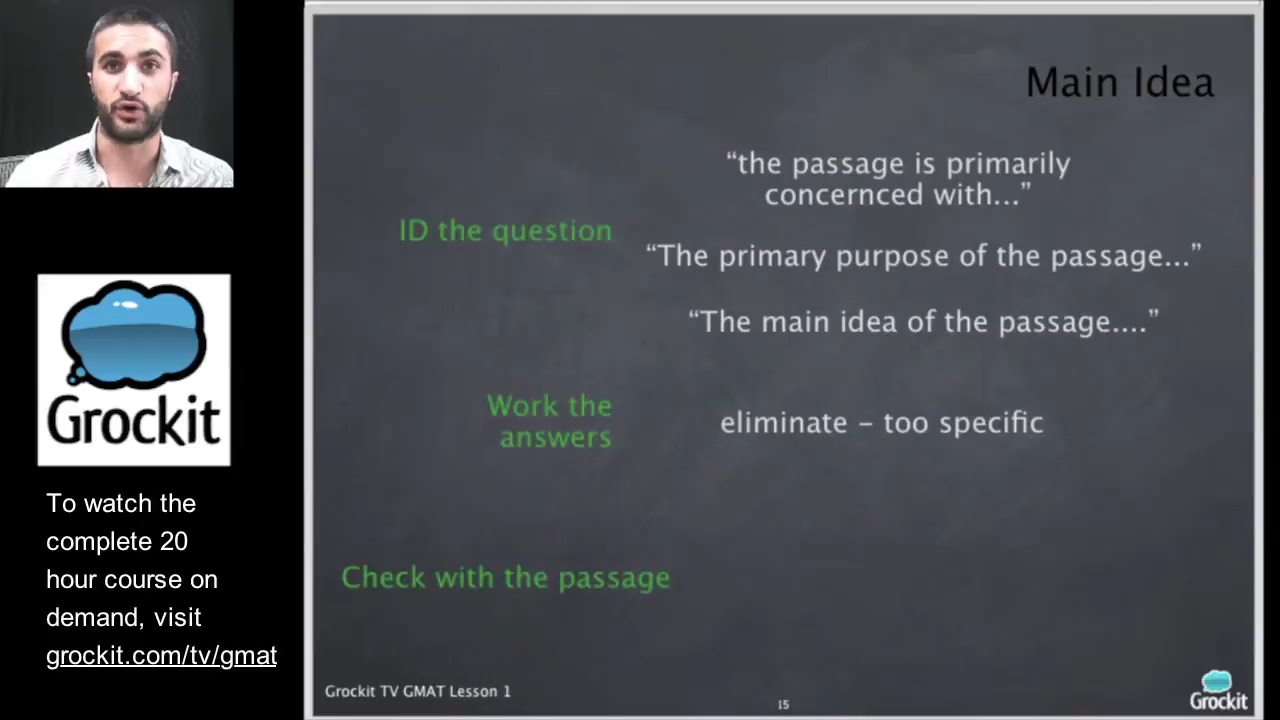 Main Idea
“the passage is primarily
concernced with...”
ID the question
“The primary purpose of the passage...”
“The main idea of the passage....”
Work the
answers
eliminate – too specific
Check with the passage
Grockit TV GMAT Lesson 1
15
Grockit
Grockit
To watch the
complete 20
hour course on
demand, visit
grockit.com/tv/gmat